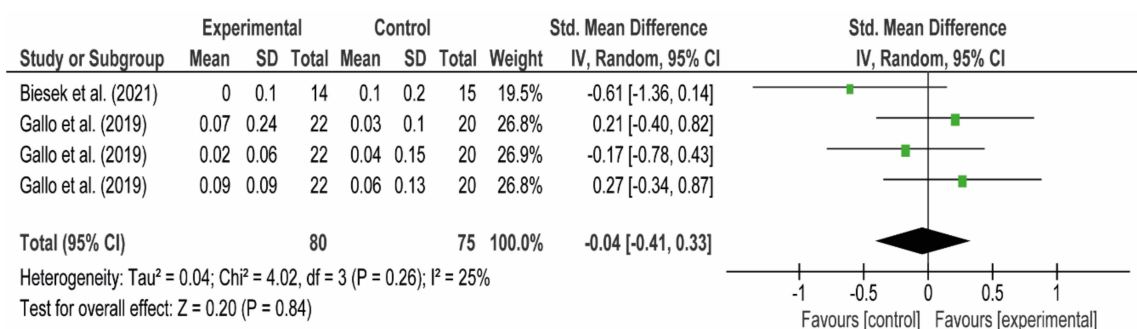 Experimental Control Std. Mean Difference Std. Mean Difference
Study or Subgroup Mean SD Total Mean SD Total Weight IV, Random, 95% CI IV, Random, 95% CI
Biesek et al. (2021) 0 0.1 14 0.1 0.2 15 19.5% -0.61 [-1.36, 0.14]
Gallo et al. (2019) 0.07 0.24 22 0.03 0.1 20 26.8% 0.21 [-0.40, 0.82]
Gallo et al. (2019) 0.02 0.06 22 0.04 0.15 20 26.9% -0.17 [-0.78, 0.43]
Gallo et al. (2019) 0.09 0.09 22 0.06 0.13 20 26.8% 0.27 [-0.34, 0.87]
Total (95% CI) 80 75 100.0% -0.04 [-0.41, 0.33]
Heterogeneity: Tau² = 0.04; Chi² = 4.02, df = 3 (P = 0.26); I² = 25%
Test for overall effect: Z = 0.20 (P = 0.84)
-1 -0.5 0 0.5 1
Favours [control] Favours [experimental]